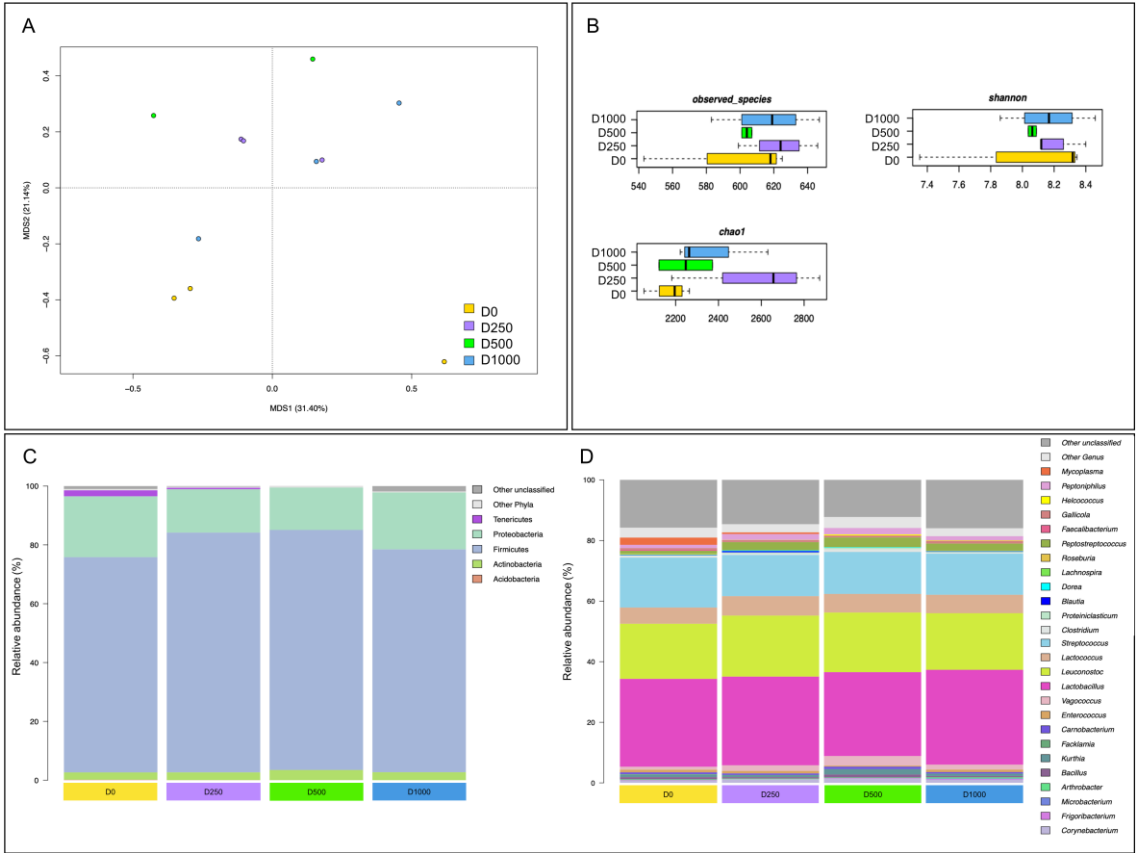 A
0.4
0.2
0.0
−0.2
−0.4
−0.6
MDS2 (21.14%)
−0.5
0.0
0.5
MDS1 (31.40%)
D0
D250
D500
D1000
B
observed_species
D1000
D500
D250
D0
540 560 580 600 620 640
shannon
D1000
D500
D250
D0
7.4 7.6 7.8 8.0 8.2 8.4
chao1
D1000
D500
D250
D0
2200 2400 2600 2800
C
Relative abundance (%)
100
80
60
40
20
0
D0 D250 D500 D1000
Other unclassified
Other Phyla
Tenericutes
Proteobacteria
Firmicutes
Actinobacteria
Acidobacteria
D
Relative abundance (%)
100
80
60
40
20
0
D0 D250 D500 D1000
Other unclassified
Other Genus
Mycoplasma
Peptoniphilus
Helcococcus
Gallicola
Faecalibacterium
Peptostreptococcus
Roseburia
Lachnospira
Dorea
Blautia
Proteiniclasticum
Clostridium
Streptococcus
Lactococcus
Leuconostoc
Lactobacillus
Vagococcus
Enterococcus
Carnobacterium
Facklamia
Kurthia
Bacillus
Arthrobacter
Microbacterium
Frigoribacterium
Corynebacterium